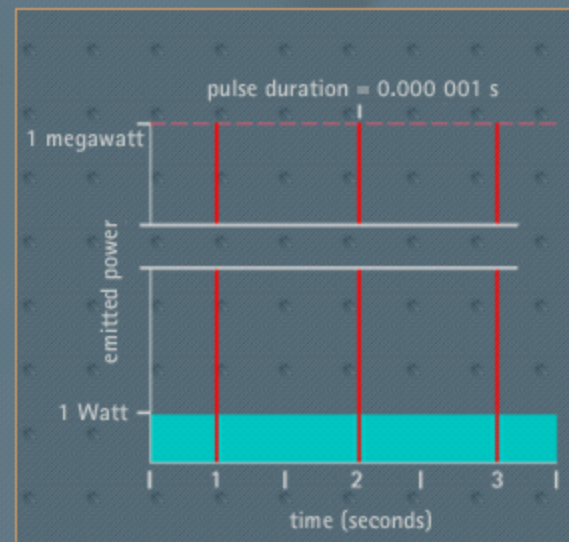 pulse duration = 0.000 001 s
1 megawatt
emitted power
1 Watt
1 2 3
time (seconds)